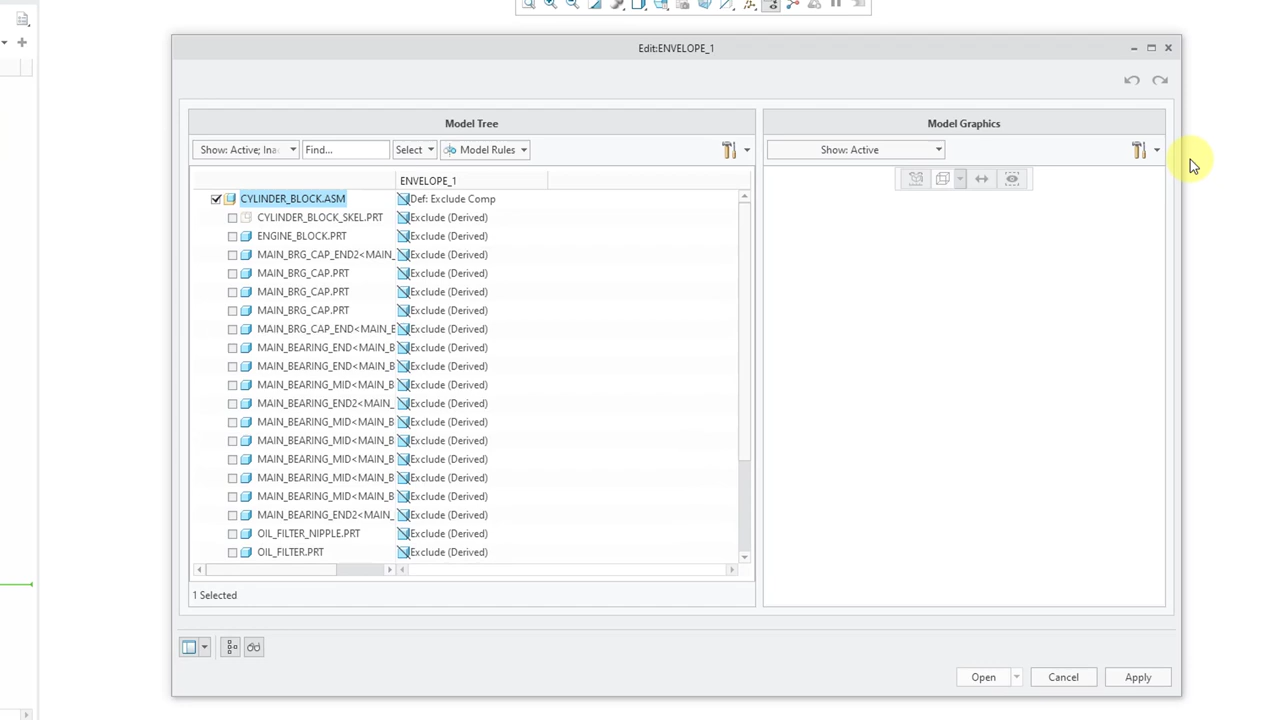 Edit:ENVELOPE_1
Model Tree
Model Graphics
Show: Active; Ina
Find...
Select
Model Rules
Show: Active
ENVELOPE_1
CYLINDER_BLOCK.ASM Def: Exclude Comp
CYLINDER_BLOCK_SKEL.PRT Exclude (Derived)
ENGINE_BLOCK.PRT Exclude (Derived)
MAIN_BRG_CAP_END2<MAIN_ Exclude (Derived)
MAIN_BRG_CAP.PRT Exclude (Derived)
MAIN_BRG_CAP.PRT Exclude (Derived)
MAIN_BRG_CAP.PRT Exclude (Derived)
MAIN_BRG_CAP_END<MAIN_E Exclude (Derived)
MAIN_BEARING_END<MAIN_B Exclude (Derived)
MAIN_BEARING_END<MAIN_B Exclude (Derived)
MAIN_BEARING_MID<MAIN_B Exclude (Derived)
MAIN_BEARING_END2<MAIN_ Exclude (Derived)
MAIN_BEARING_MID<MAIN_B Exclude (Derived)
MAIN_BEARING_MID<MAIN_B Exclude (Derived)
MAIN_BEARING_MID<MAIN_B Exclude (Derived)
MAIN_BEARING_MID<MAIN_B Exclude (Derived)
MAIN_BEARING_MID<MAIN_B Exclude (Derived)
MAIN_BEARING_END2<MAIN_ Exclude (Derived)
OIL_FILTER_NIPPLE.PRT Exclude (Derived)
OIL_FILTER.PRT Exclude (Derived)
1 Selected
Open
Cancel
Apply